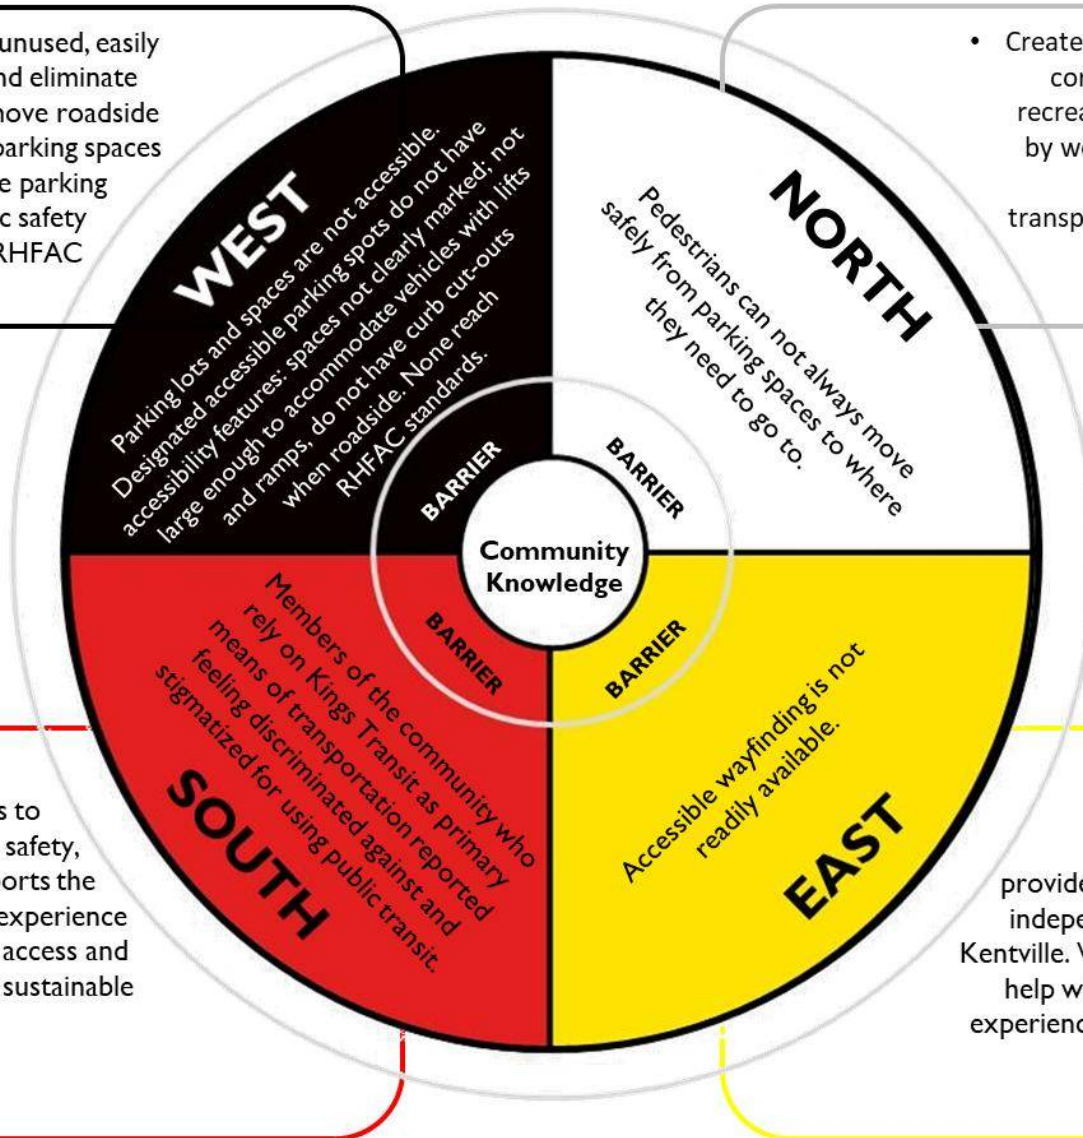 unused, easily
nd eliminate
nove roadside
parking spaces
e parking
c safety
RHFAC
• Create
cor
recrea
by we
transp
WEST
Parking lots and spaces are not accessible.
Designated accessible parking spots do not have
accessibility features: spaces not clearly marked; not
large enough to accommodate vehicles with lifts
and ramps, do not have curb cut-outs
when roadside. None reach
RHFAC standards.
BARRIER
NORTH
Pedestrians can not always move
safely from parking spaces to where
they need to go to.
BARRIER
Community
Knowledge
SOUTH
Members of the community who
rely on Kings Transit as primary
means of transportation reported
feeling discriminated against and
stigmatized for using public transit.
BARRIER
EAST
Accessible wayfinding is not
readily available.
BARRIER
s to
safety,
ports the
experience
access and
sustainable
provide
indepe
Kentville. V
help w
experienc